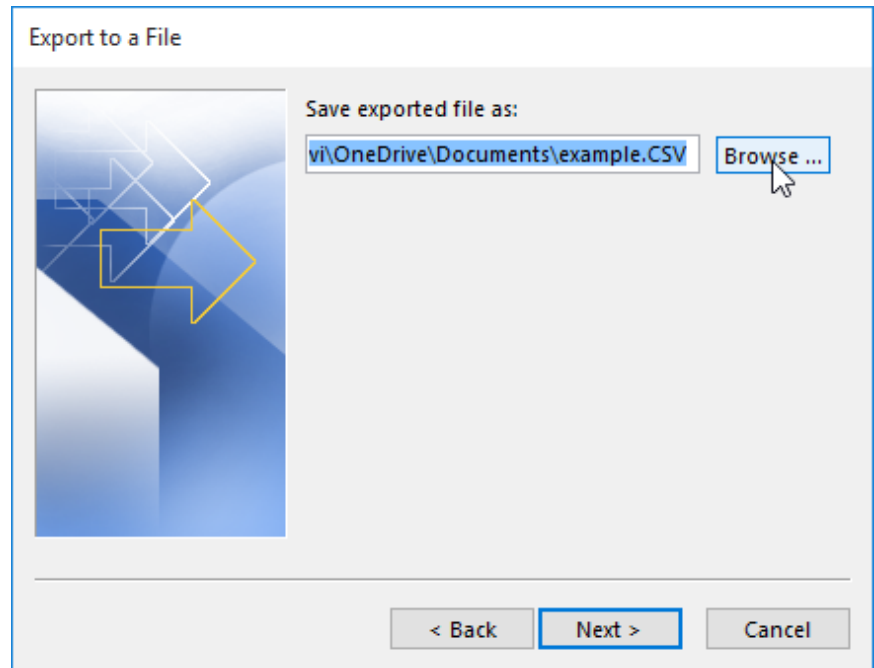 Export to a File
Save exported file as:
vi\OneDrive\Documents\example.CSV
Browse ...
< Back
Next >
Cancel